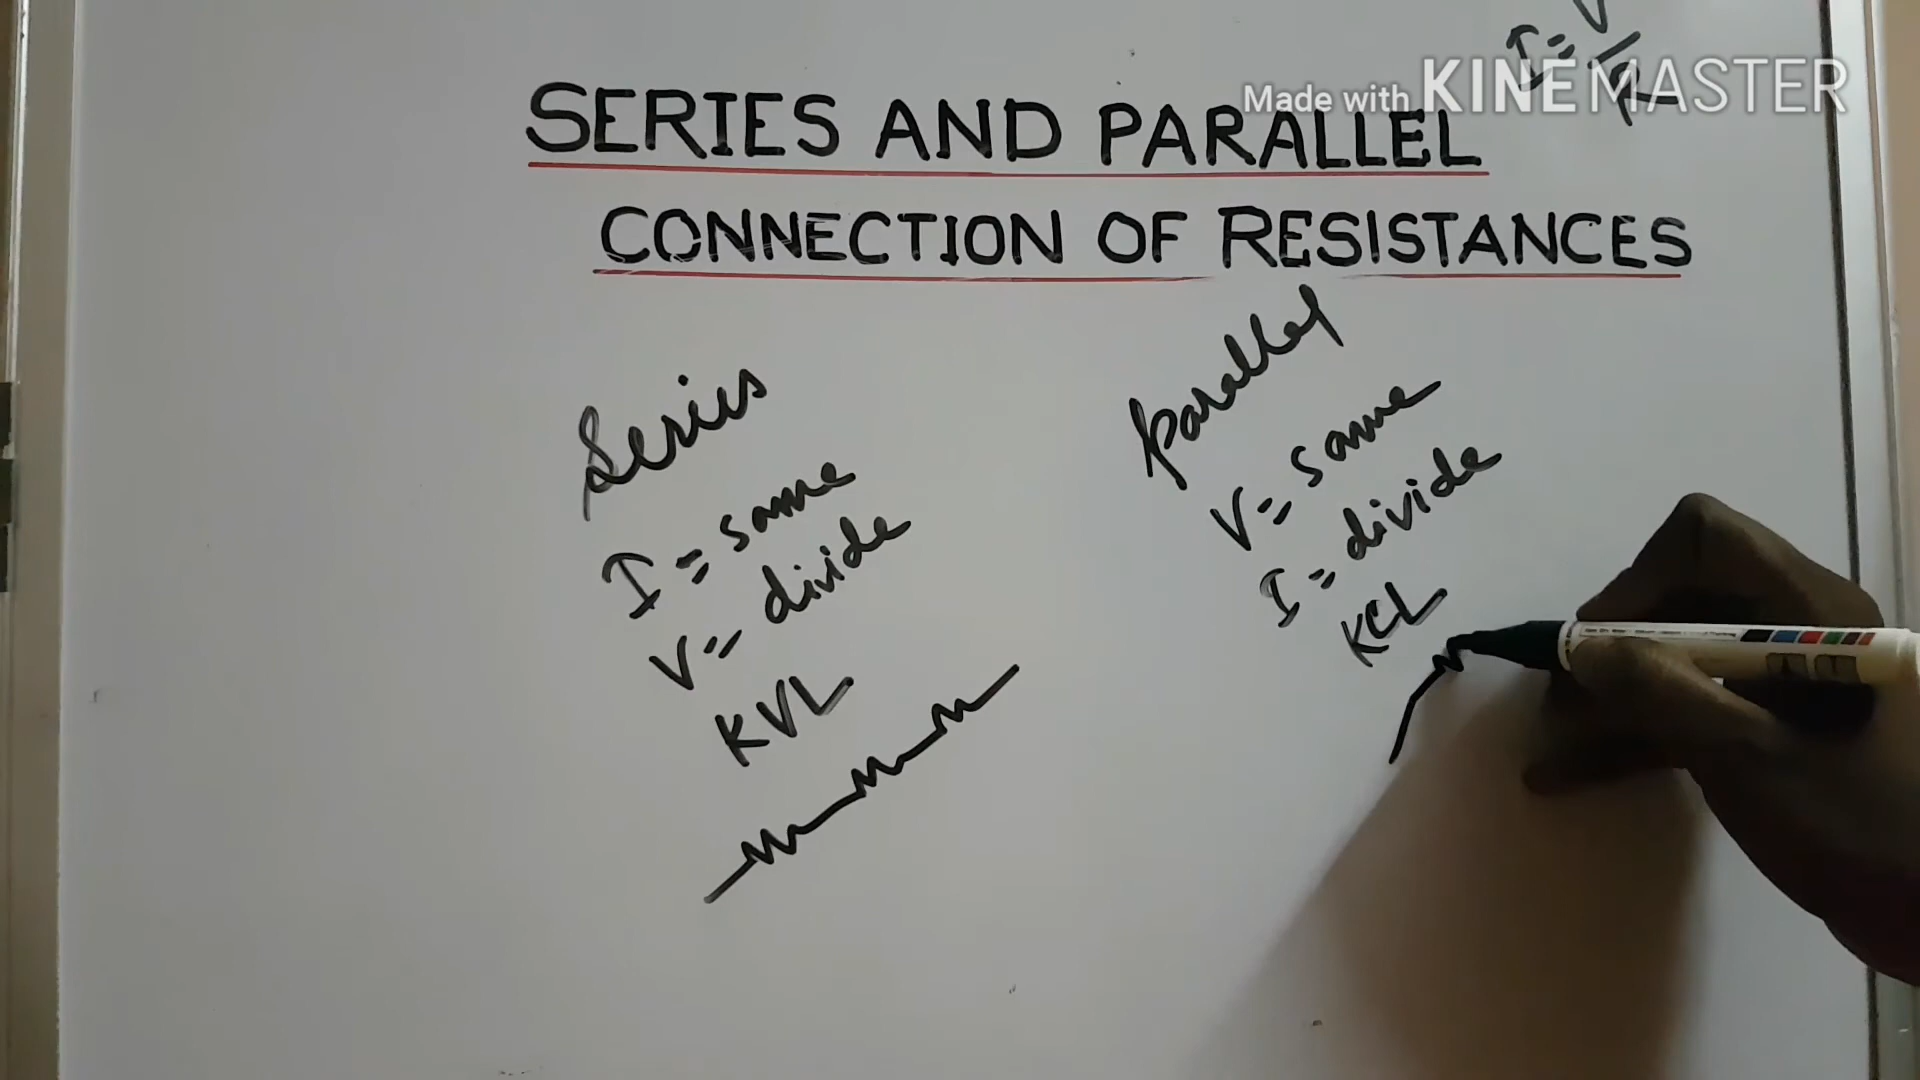 I = V/R
Made with KINEMASTER
SERIES AND PARALLEL
CONNECTION OF RESISTANCES
Series
I = same
V = divide
KVL
parallel
V = same
I = divide
KCL